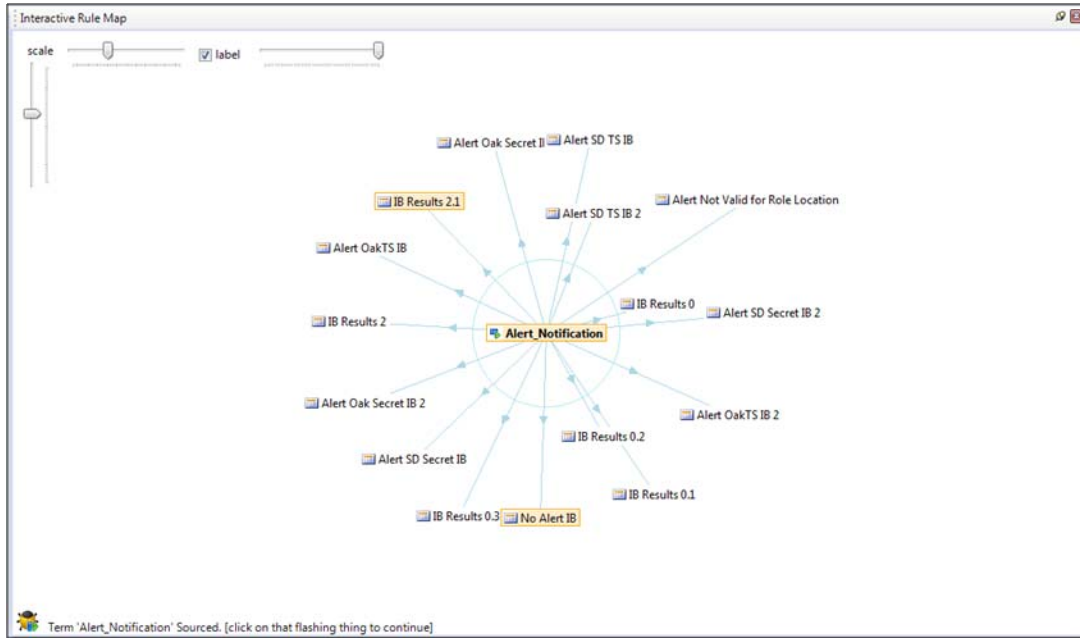 Interactive Rule Map
scale
label
Alert Oak Secret II
Alert SD TS IB
IB Results 2.1
Alert SD TS IB 2
Alert Not Valid for Role Location
Alert OakTS IB
IB Results 0
IB Results 2
Alert SD Secret IB 2
Alert_Notification
Alert Oak Secret IB 2
Alert OakTS IB 2
IB Results 0.2
Alert SD Secret IB
IB Results 0.1
IB Results 0.3
No Alert IB
Term 'Alert_Notification' Sourced. [click on that flashing thing to continue]